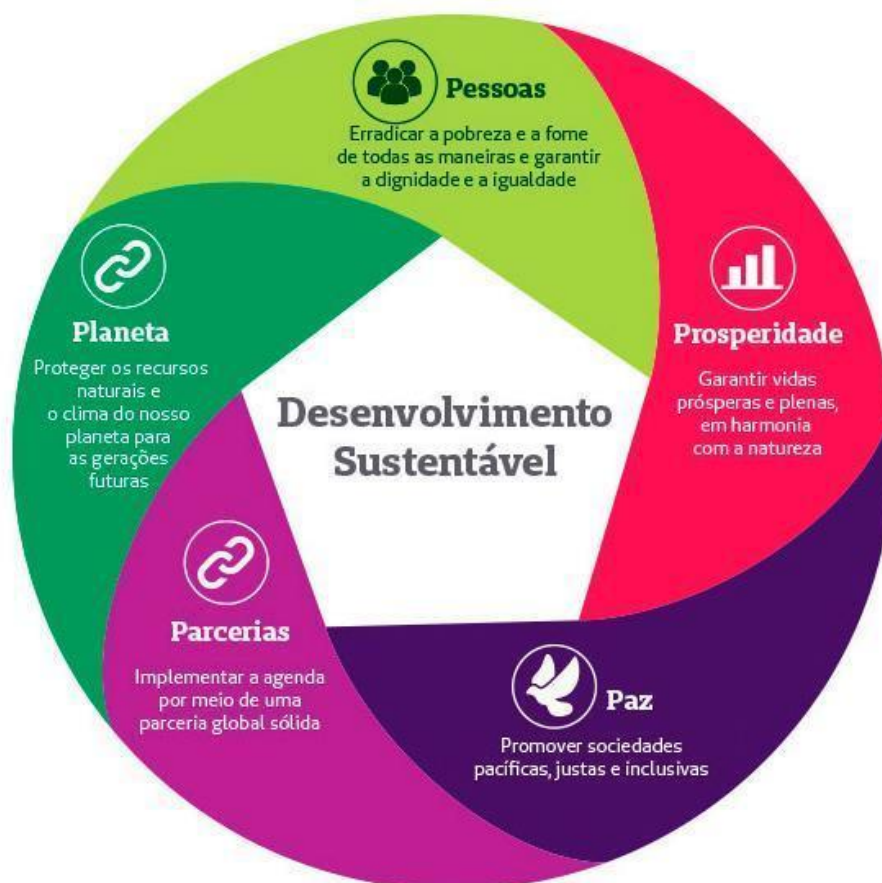 Pessoas
Erradicar a pobreza e a fome
de todas as maneiras e garantir
a dignidade e a igualdade
Prosperidade
Garantir vidas
prósperas e plenas,
em harmonia
com a natureza
Paz
Promover sociedades
pacíficas, justas e inclusivas
Parcerias
Implementar a agenda
por meio de uma
parceria global sólida
Planeta
Proteger os recursos
naturais e
o clima do nosso
planeta para
as gerações
futuras
Desenvolvimento
Sustentável